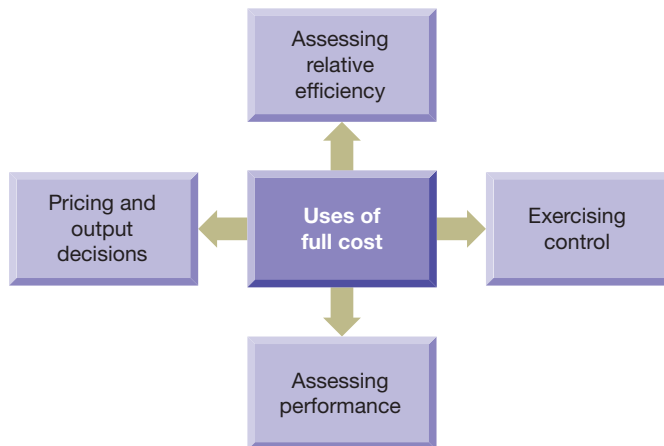 Assessing
relative
efficiency
Pricing and
output
decisions
Uses of
full cost
Exercising
control
Assessing
performance